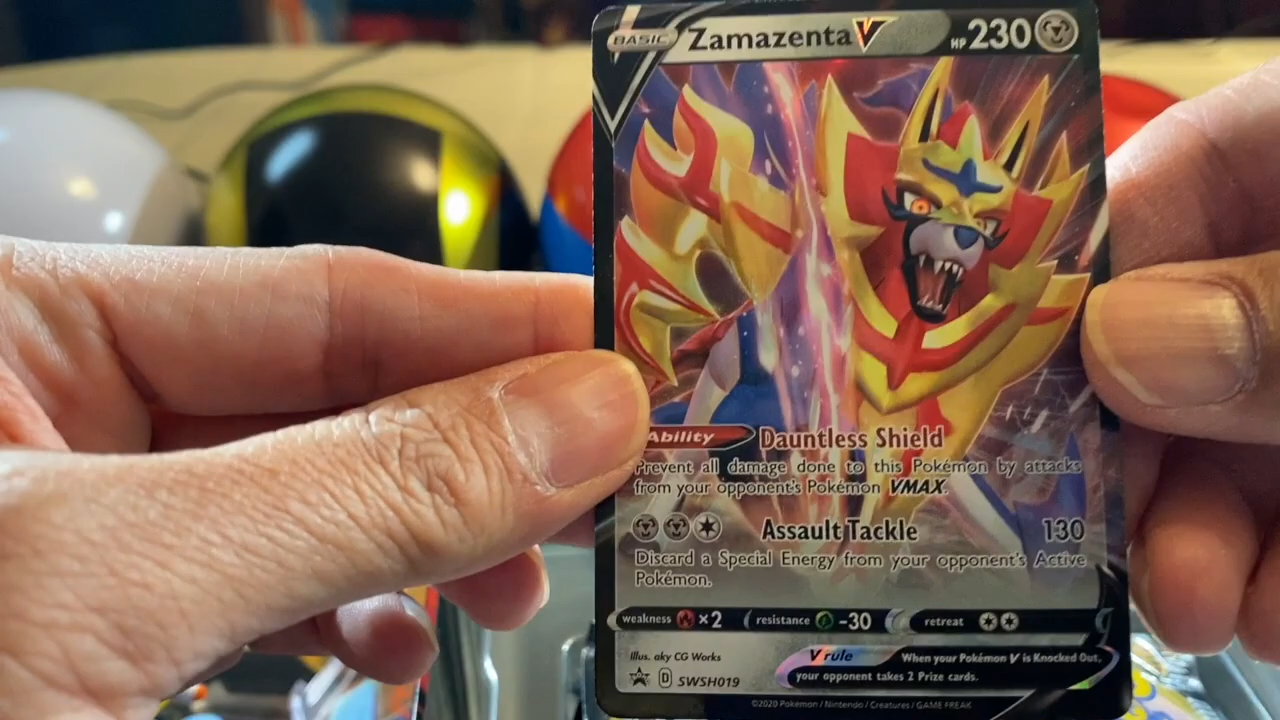 BASIC Zamazenta V HP 230
Ability Dauntless Shield
Prevent all damage done to this Pokémon by attacks
from your opponent's Pokémon VMAX.
Assault Tackle 130
Discard a Special Energy from your opponent's Active
Pokémon.
weakness ×2 resistance -30 retreat
Illus. aky CG Works
V rule When your Pokémon V is Knocked Out,
your opponent takes 2 Prize cards.
D SWSH019
©2020 Pokémon / Nintendo / Creatures / GAME FREAK